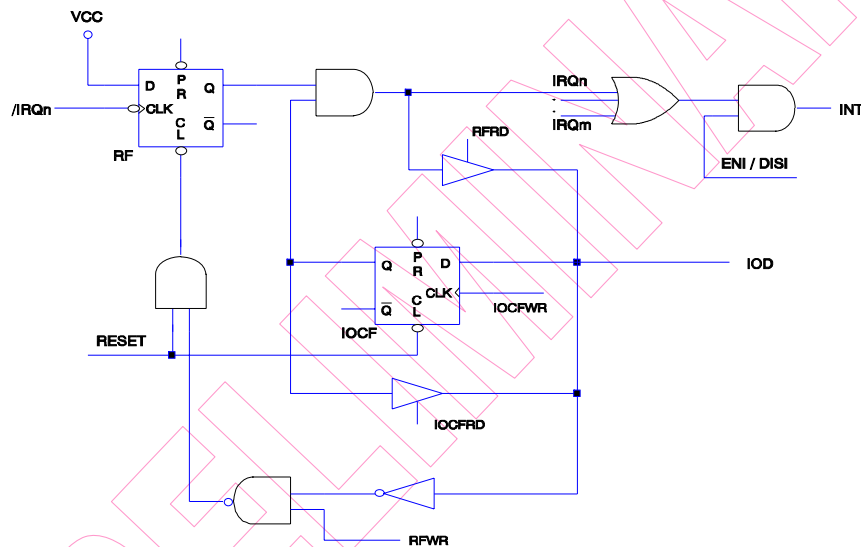 VCC
D
P
R
Q
/IRQn
CLK
C
L
Q
RF
IRQn
IRQm
INT
ENI / DISI
RFRD
Q
P
R
D
IOD
CLK
C
L
Q
IOCFWR
IOCF
RESET
IOCFRD
RFWR